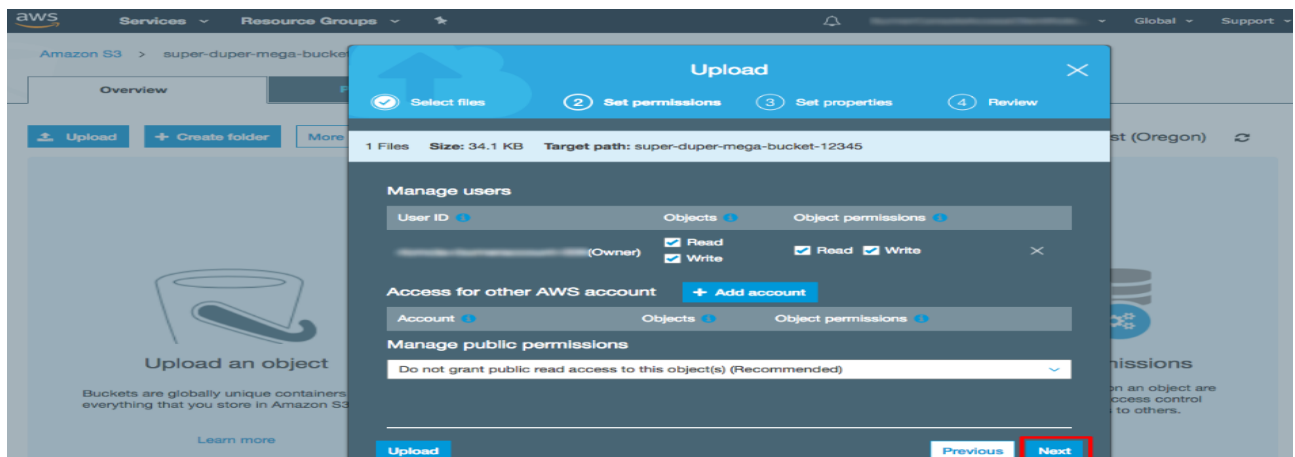 aws Services Resource Groups Global Support
Amazon S3 > super-duper-mega-bucket
Upload
Overview
Select files 2 Set permissions 3 Set properties 4 Review
Upload + Create folder More
st (Oregon)
1 Files Size: 34.1 KB Target path: super-duper-mega-bucket-12345
Manage users
User ID Objects Object permissions
(Owner) Read Write Read Write
Access for other AWS account + Add account
Account Objects Object permissions
Manage public permissions
Do not grant public read access to this object(s) (Recommended)
Upload an object
Buckets are globally unique containers
everything that you store in Amazon S3
Learn more
issions
on an object are
ccess control
to others.
Upload Previous Next